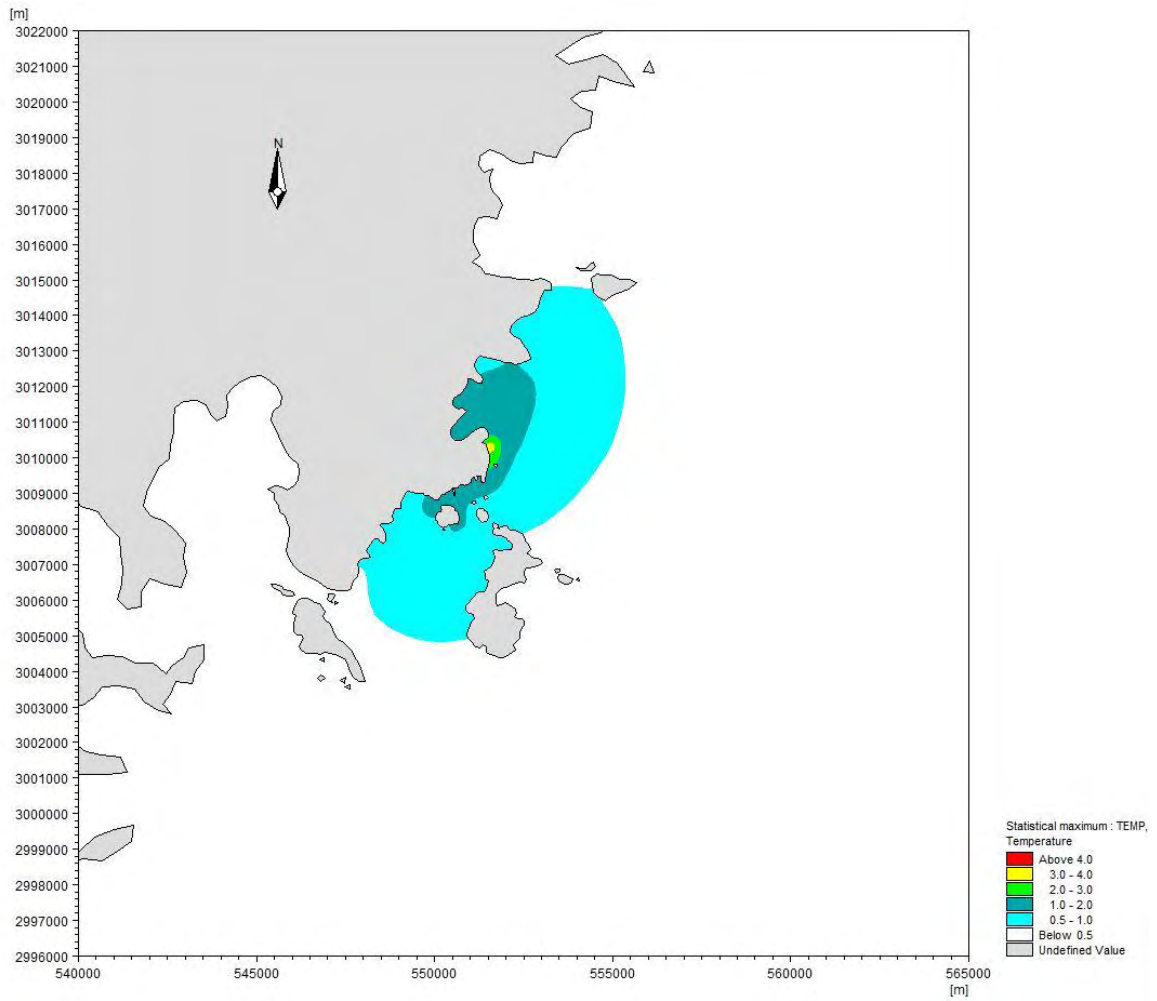 [m]
3022000
3021000
3020000
3019000
3018000
3017000
3016000
3015000
3014000
3013000
3012000
3011000
3010000
3009000
3008000
3007000
3006000
3005000
3004000
3003000
3002000
3001000
3000000
2999000
2998000
2997000
2996000
N
540000 545000 550000 555000 560000 565000
[m]
Statistical maximum : TEMP,
Temperature
Above 4.0
3.0 - 4.0
2.0 - 3.0
1.0 - 2.0
0.5 - 1.0
Below 0.5
Undefined Value